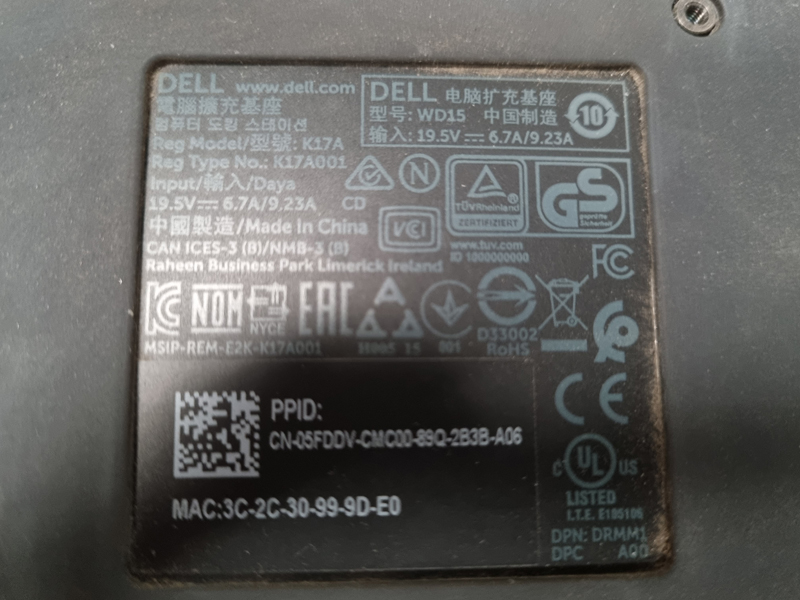 DELL www.dell.com
電腦擴充基座
컴퓨터 도킹 스테이션
Reg Model/型號: K17A
Reg Type No.: K17A001
Input/輸入/Daya
19.5V 6.7A/9.23A
中國製造/Made in China
CAN ICES-3 (B)/NMB-3 (B)
Raheen Business Park Limerick Ireland
DELL 电脑扩充基座
型号: WD15 中国制造
输入: 19.5V 6.7A/9.23A
10
CD
N
VCI
TÜVRheinland
ZERTIFIZIERT
www.tuv.com
ID 1000000000
GS
geprüfte
Sicherheit
FC
NOM
NYCE
EAC
MSIP-REM-E2K-K17A001
H005 15
001
D33002
RoHS
PPID:
CN-05FDDV-CMC00-89Q-2B3B-A06
MAC:3C-2C-30-99-9D-E0
CE
C UL US
LISTED
I.T.E. E185106
DPN: DRMM1
DPC A00